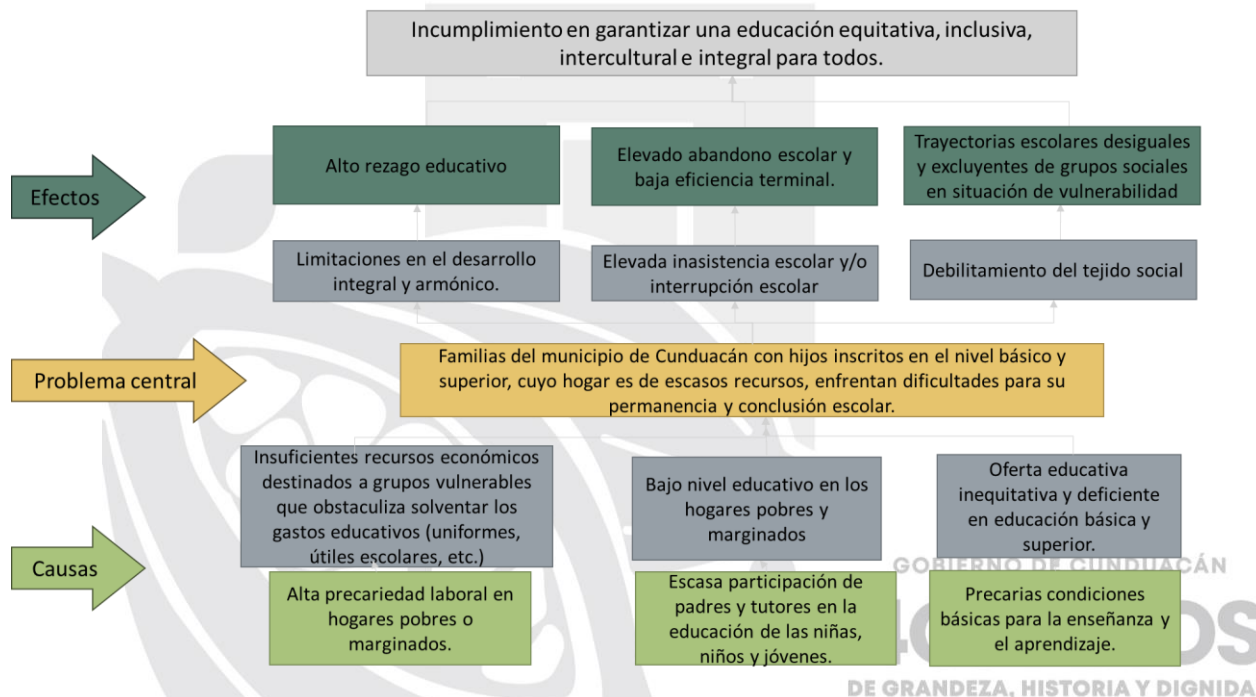 Incumplimiento en garantizar una educación equitativa, inclusiva,
intercultural e integral para todos.
Efectos
Alto rezago educativo
Elevado abandono escolar y
baja eficiencia terminal.
Trayectorias escolares desiguales
y excluyentes de grupos sociales
en situación de vulnerabilidad
Limitaciones en el desarrollo
integral y armónico.
Elevada inasistencia escolar y/o
interrupción escolar
Debilitamiento del tejido social
Problema central
Familias del municipio de Cunduacán con hijos inscritos en el nivel básico y
superior, cuyo hogar es de escasos recursos, enfrentan dificultades para su
permanencia y conclusión escolar.
Insuficientes recursos económicos
destinados a grupos vulnerables
que obstaculiza solventar los
gastos educativos (uniformes,
útiles escolares, etc.)
Bajo nivel educativo en los
hogares pobres y
marginados
Oferta educativa
inequitativa y deficiente
en educación básica y
superior.
Causas
Alta precariedad laboral en
hogares pobres o
marginados.
Escasa participación de
padres y tutores en la
educación de las niñas,
niños y jóvenes.
Precarias condiciones
básicas para la enseñanza y
el aprendizaje.
GOBIERNO DE CUNDUACÁN
DE GRANDEZA, HISTORIA Y DIGNIDA